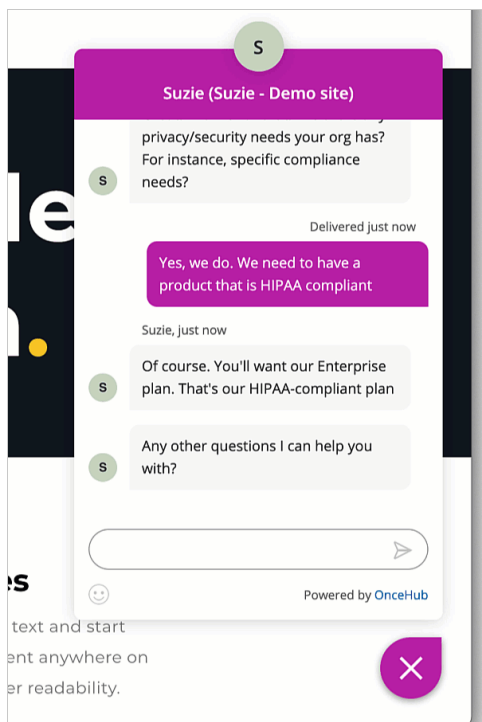 S
Suzie (Suzie - Demo site)
privacy/security needs your org has?
For instance, specific compliance
needs?
S
Delivered just now
Yes, we do. We need to have a
product that is HIPAA compliant
Suzie, just now
Of course. You'll want our Enterprise
plan. That's our HIPAA-compliant plan
S
Any other questions I can help you
with?
S
Powered by OnceHub
text and start
anywhere on
readability.